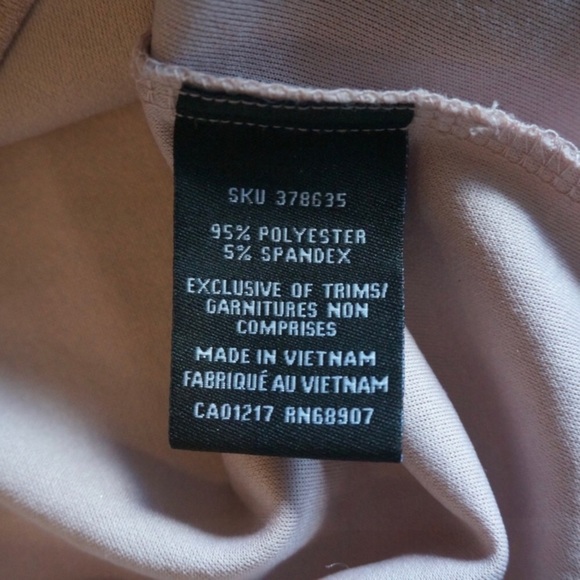 SKU 378635
95% POLYESTER
5% SPANDEX
EXCLUSIVE OF TRIMS/
GARNITURES NON
COMPRISES
MADE IN VIETNAM
FABRIQUÉ AU VIETNAM
CA01217 RN68907